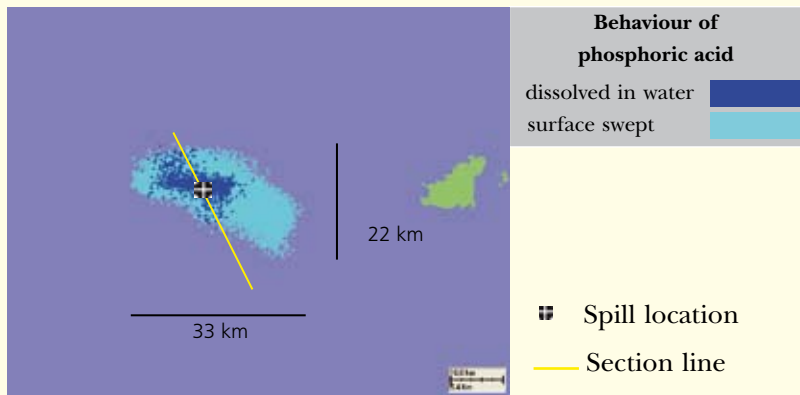 Behaviour of
phosphoric acid
dissolved in water
surface swept
22 km
33 km
Spill location
Section line